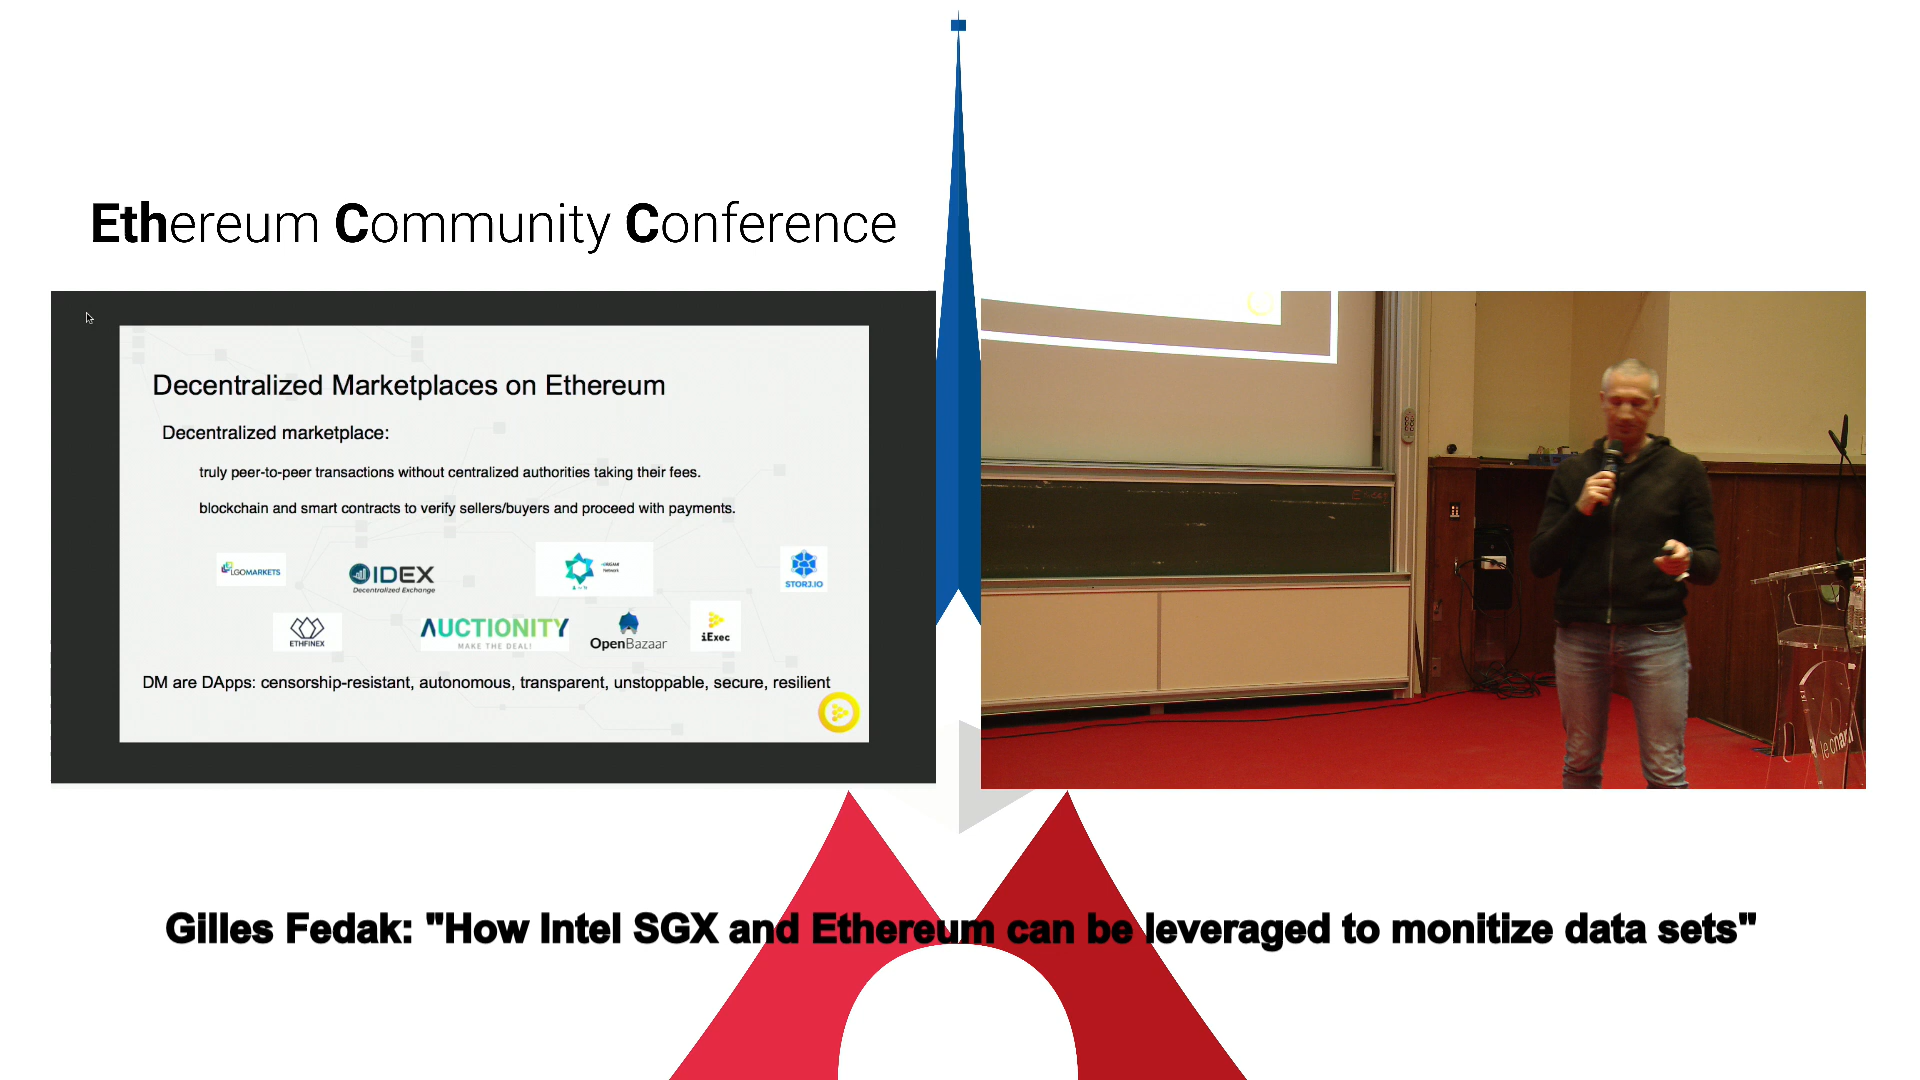 Ethereum Community Conference
Decentralized Marketplaces on Ethereum
Decentralized marketplace:
truly peer-to-peer transactions without centralized authorities taking their fees.
blockchain and smart contracts to verify sellers/buyers and proceed with payments.
LGOMARKETS
IDEX
Decentralized Exchange
Network
STORJ.IO
ETHFINEX
AUCTIONITY
MAKE THE DEAL!
OpenBazaar
iExec
DM are DApps: censorship-resistant, autonomous, transparent, unstoppable, secure, resilient
Gilles Fedak: "How Intel SGX and Ethereum can be leveraged to monitize data sets"